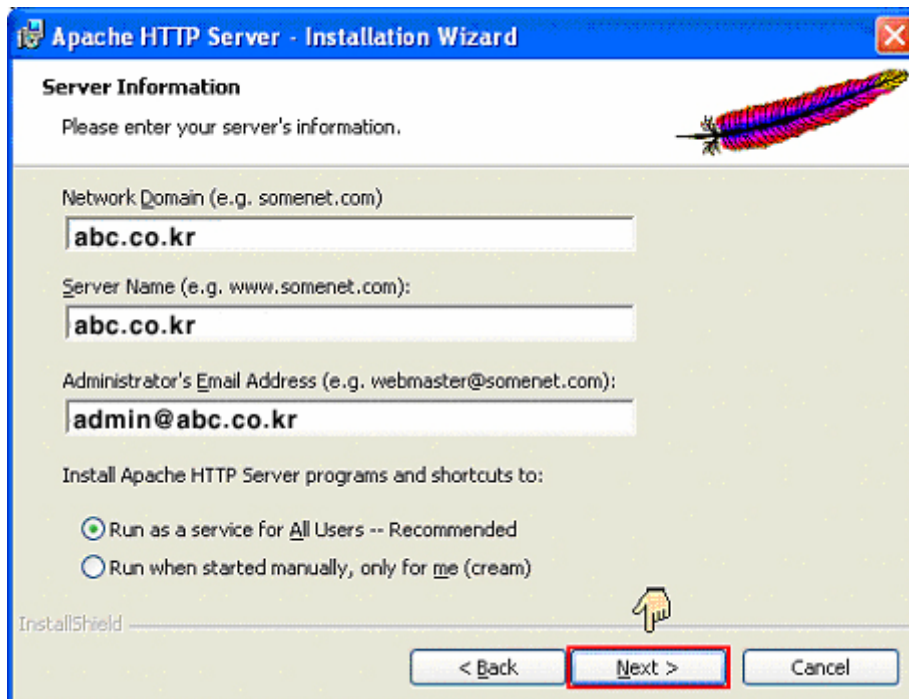 Apache HTTP Server - Installation Wizard
Server Information
Please enter your server's information.
Network Domain (e.g. somenet.com)
abc.co.kr
Server Name (e.g. www.somenet.com):
abc.co.kr
Administrator's Email Address (e.g. webmaster@somenet.com):
admin@abc.co.kr
Install Apache HTTP Server programs and shortcuts to:
Run as a service for All Users -- Recommended
Run when started manually, only for me (cream)
InstallShield
< Back Next > Cancel